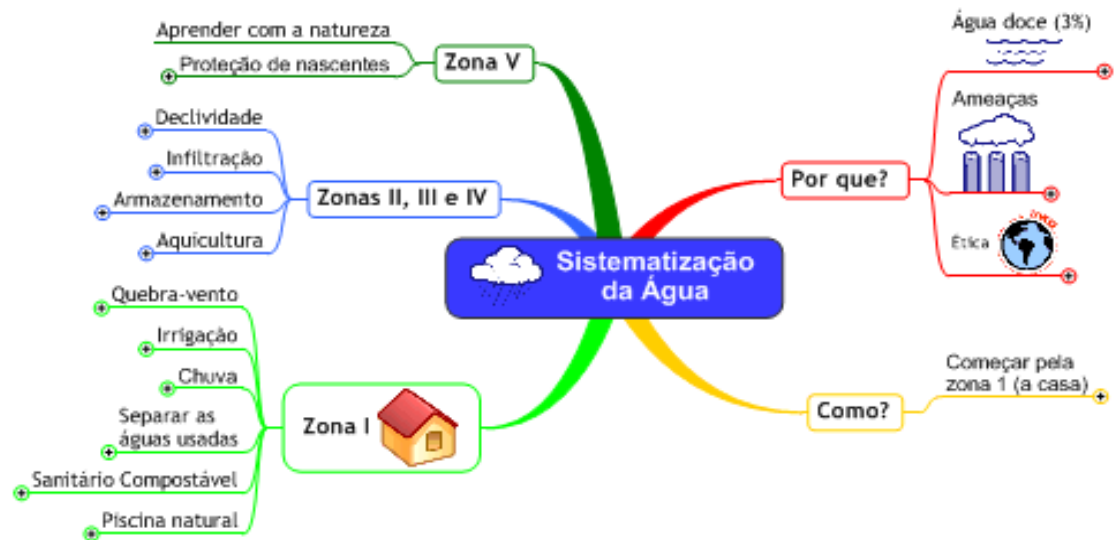 Aprender com a natureza
Proteção de nascentes
Zona V
Declividade
Infiltração
Armazenamento
Aquicultura
Zonas II, III e IV
Quebra-vento
Irrigação
Chuva
Separar as
águas usadas
Sanitário Compostável
Piscina natural
Zona I
Sistematização
da Água
Água doce (3%)
Ameaças
Ética
Por que?
Começar pela
zona 1 (a casa)
Como?